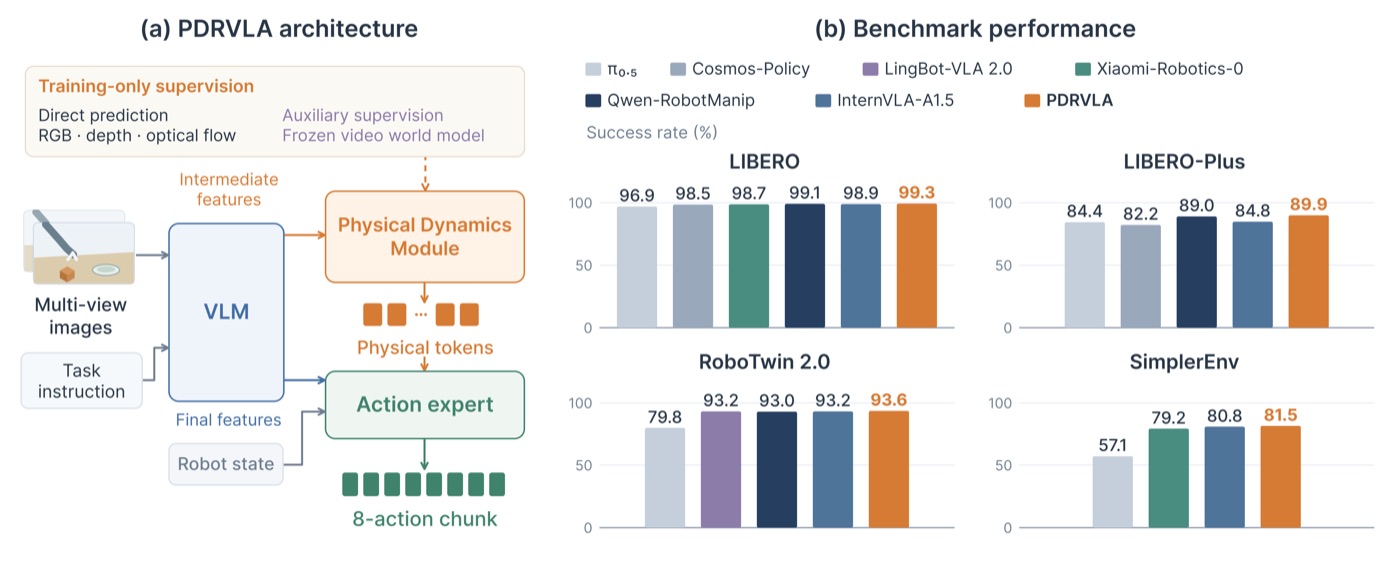 (a) PDRVLA architecture
Training-only supervision
Direct prediction
RGB · depth · optical flow
Auxiliary supervision
Frozen video world model
Intermediate
features
Physical Dynamics
Module
Multi-view
images
VLM
...
Physical tokens
Task
instruction
Action expert
Final features
Robot state
8-action chunk
(b) Benchmark performance
π₀.₅ Cosmos-Policy LingBot-VLA 2.0 Xiaomi-Robotics-0
Qwen-RobotManip InternVLA-A1.5 PDRVLA
Success rate (%)
LIBERO
96.9 98.5 98.7 99.1 98.9 99.3
100
50
0
LIBERO-Plus
84.4 82.2 89.0 84.8 89.9
100
50
0
RoboTwin 2.0
79.8 93.2 93.0 93.2 93.6
100
50
0
SimplerEnv
57.1 79.2 80.8 81.5
100
50
0